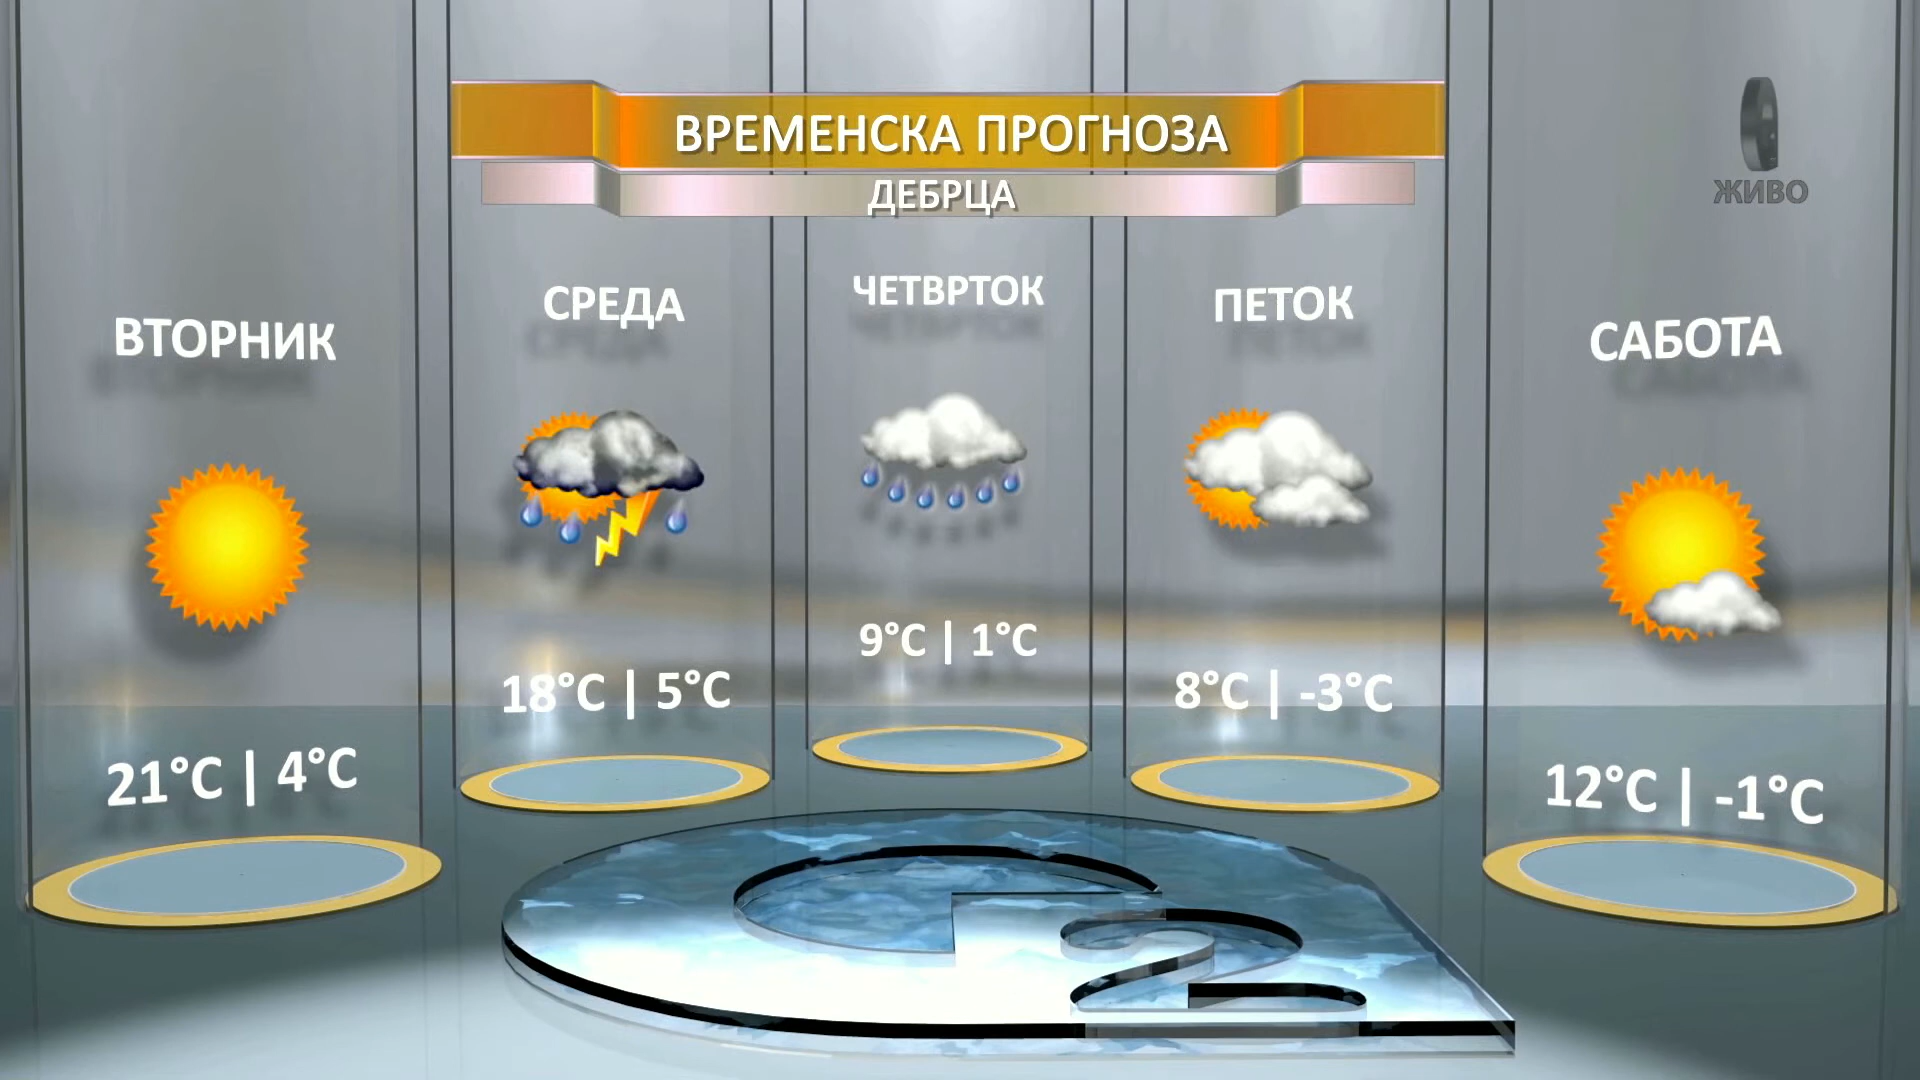 ВРЕМЕНСКА ПРОГНОЗА
ДЕБРЦА
ЖИВО
ВТОРНИК
21°C | 4°C
СРЕДА
18°C | 5°C
ЧЕТВРТОК
9°C | 1°C
ПЕТОК
8°C | -3°C
САБОТА
12°C | -1°C
2